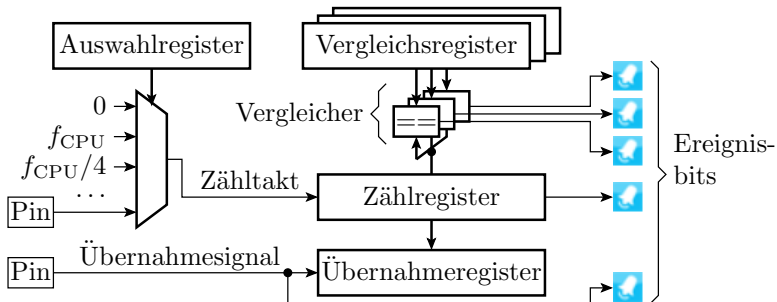 Auswahlregister
Vergleichsregister
0
Vergleicher
==
f_CPU
Ereignis-
f_CPU/4
bits
...
Zähltakt
Zählregister
Pin
Übernahmesignal
Pin
Übernahmeregister